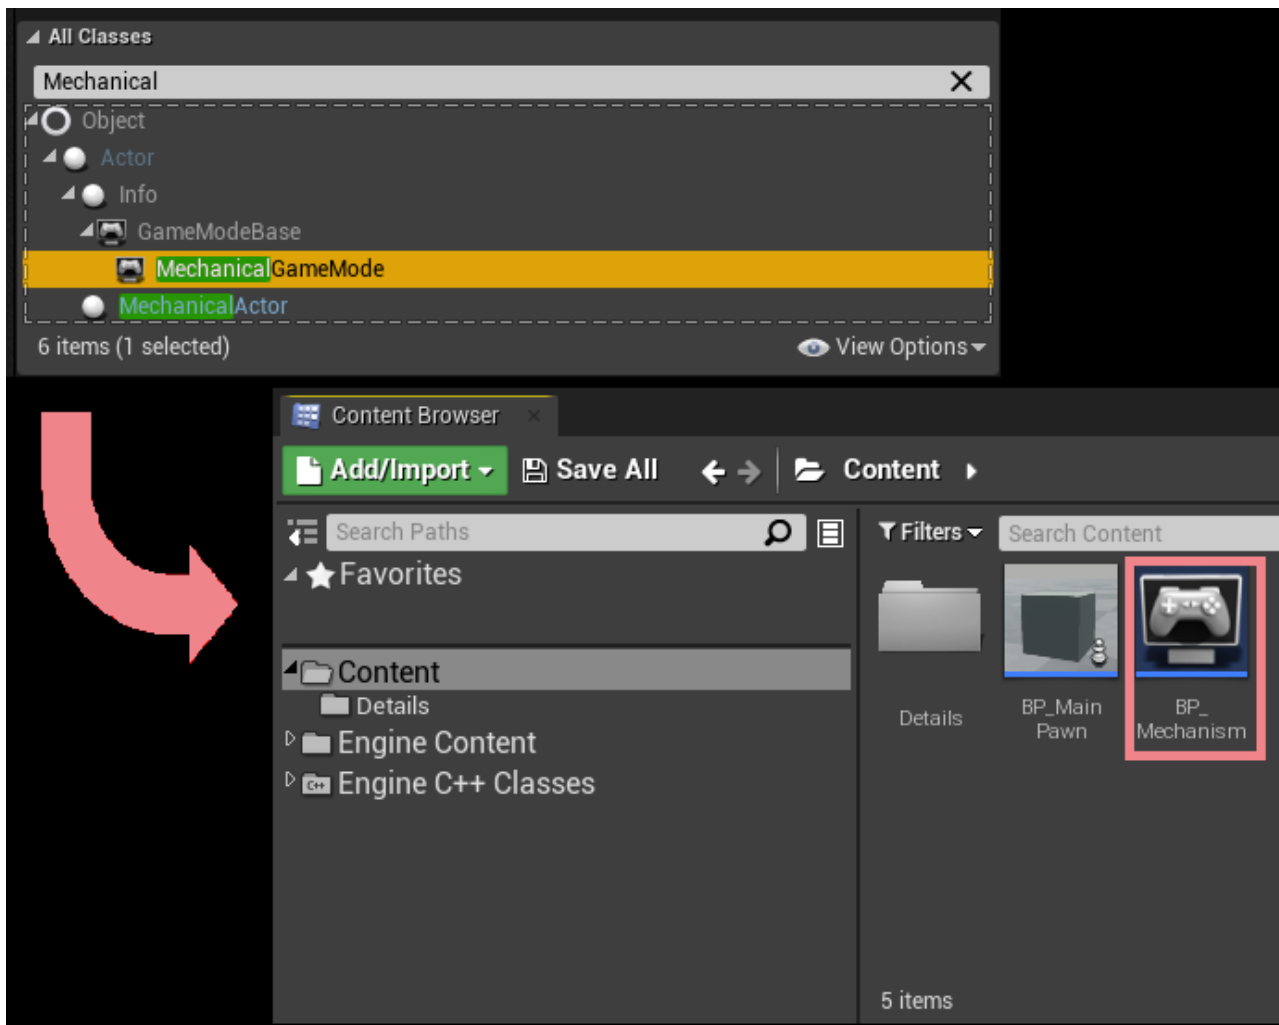 All Classes
Mechanical
Object
Actor
Info
GameModeBase
MechanicalGameMode
MechanicalActor
6 items (1 selected)
View Options
Content Browser
Add/Import
Save All
Content
Search Paths
Filters
Search Content
Favorites
Content
Details
Engine Content
C++
Engine C++ Classes
Details
BP_Main
Pawn
BP_
Mechanism
5 items